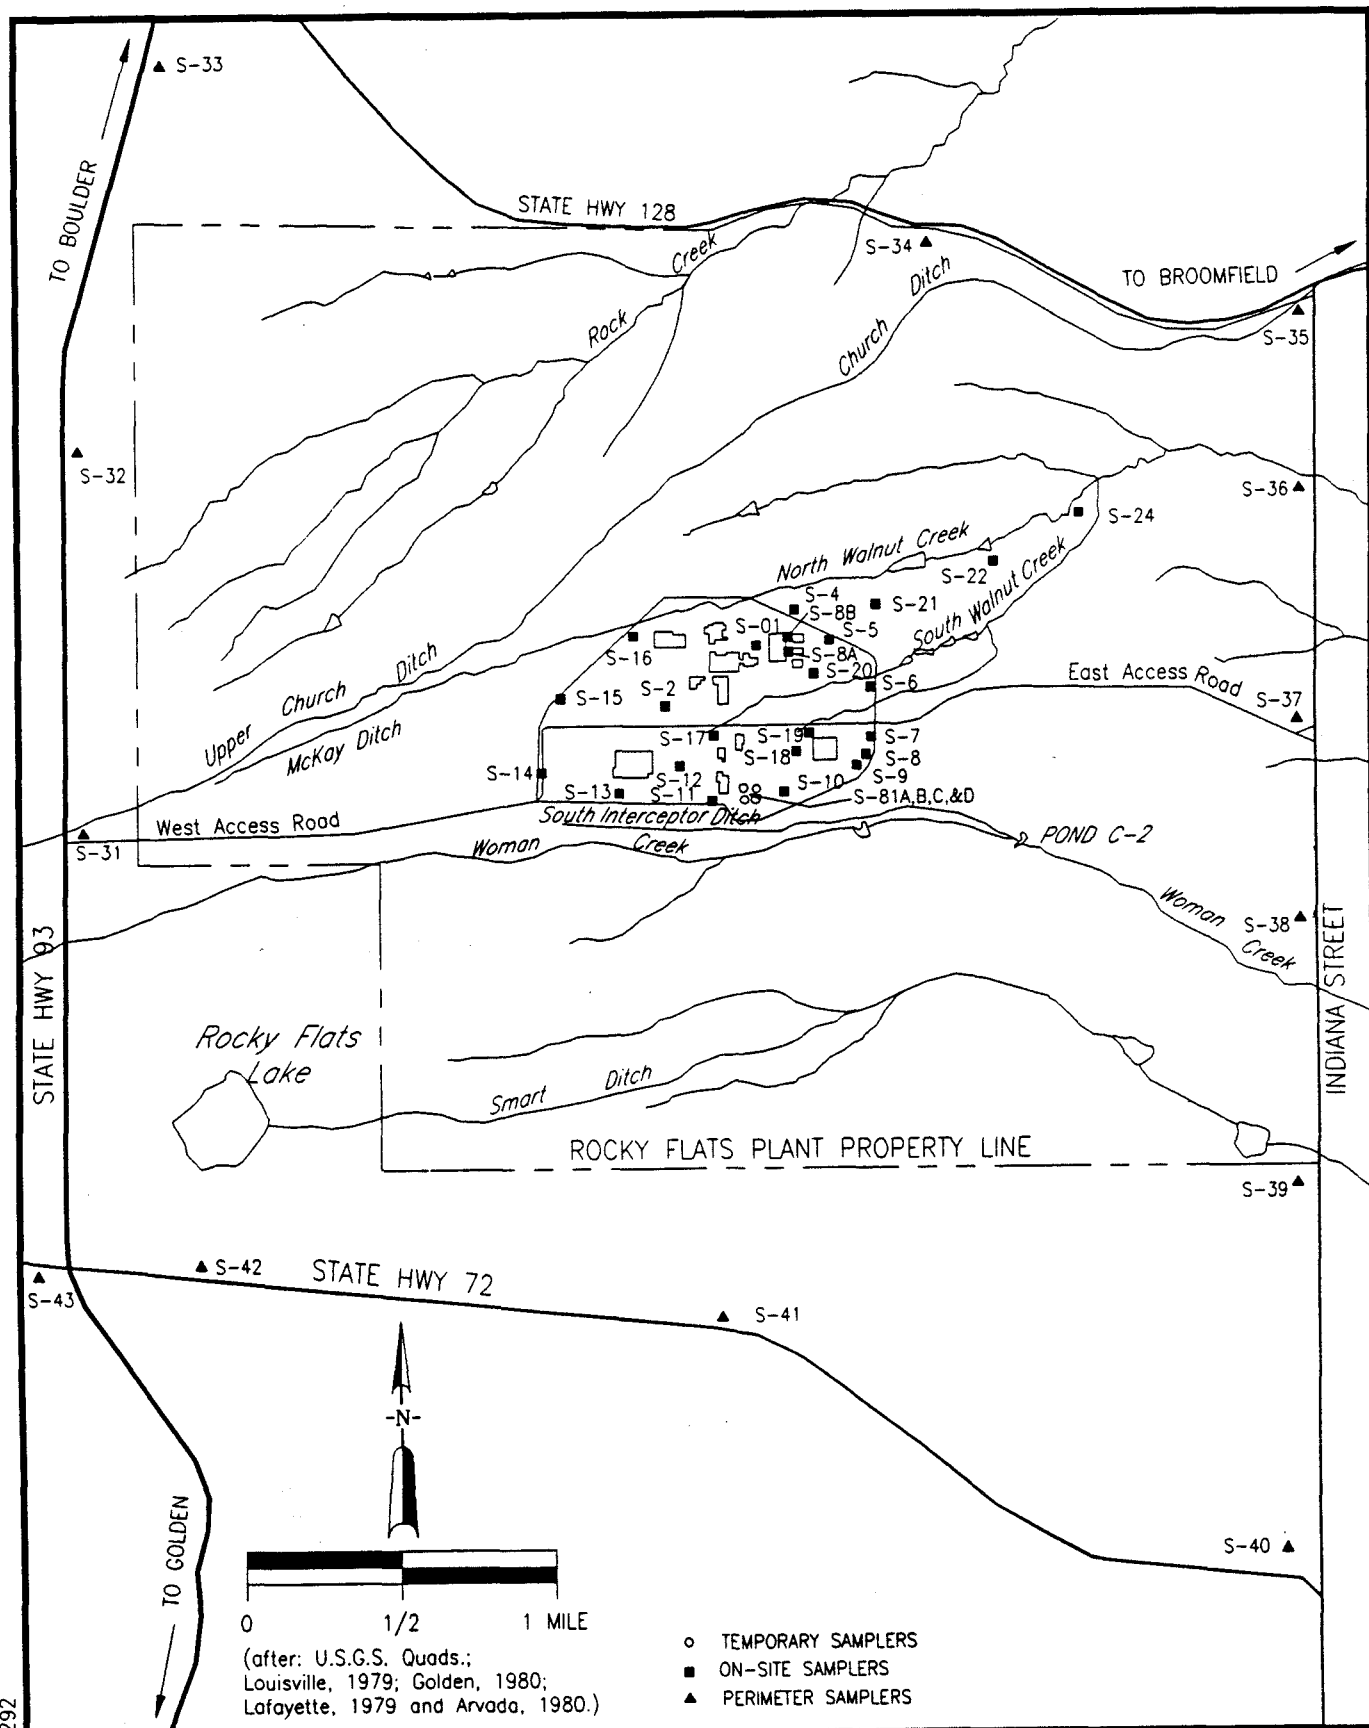 S-33
TO BOULDER
STATE HWY 128
S-34
TO BROOMFIELD
S-35
Rock Creek
Church Ditch
S-32
S-36
S-24
North Walnut Creek
S-22
South Walnut Creek
S-4
S-8B
S-21
S-01
S-5
S-16
S-8A
S-20
S-6
East Access Road
S-37
S-15
S-2
Upper Church Ditch
McKay Ditch
S-17
S-19
S-7
S-18
S-8
S-14
S-12
S-9
S-13
S-11
S-10
S-81A,B,C,&D
South Interceptor Ditch
West Access Road
S-31
Woman Creek
POND C-2
Woman Creek
S-38
STATE HWY 93
INDIANA STREET
Rocky Flats
Lake
Smart Ditch
ROCKY FLATS PLANT PROPERTY LINE
S-39
S-42
STATE HWY 72
S-43
S-41
-N-
S-40
TO GOLDEN
0 1/2 1 MILE
(after: U.S.G.S. Quads.;
Louisville, 1979; Golden, 1980;
Lafayette, 1979 and Arvada, 1980.)
TEMPORARY SAMPLERS
ON-SITE SAMPLERS
PERIMETER SAMPLERS
292